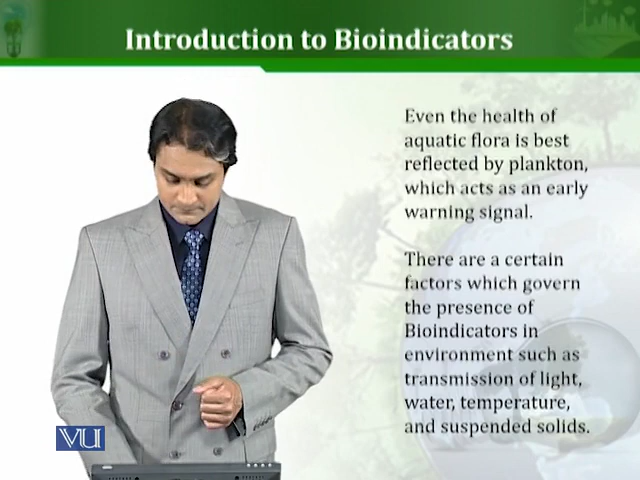 Introduction to Bioindicators
Even the health of
aquatic flora is best
reflected by plankton,
which acts as an early
warning signal.
There are a certain
factors which govern
the presence of
Bioindicators in
environment such as
transmission of light,
water, temperature,
and suspended solids.
VU